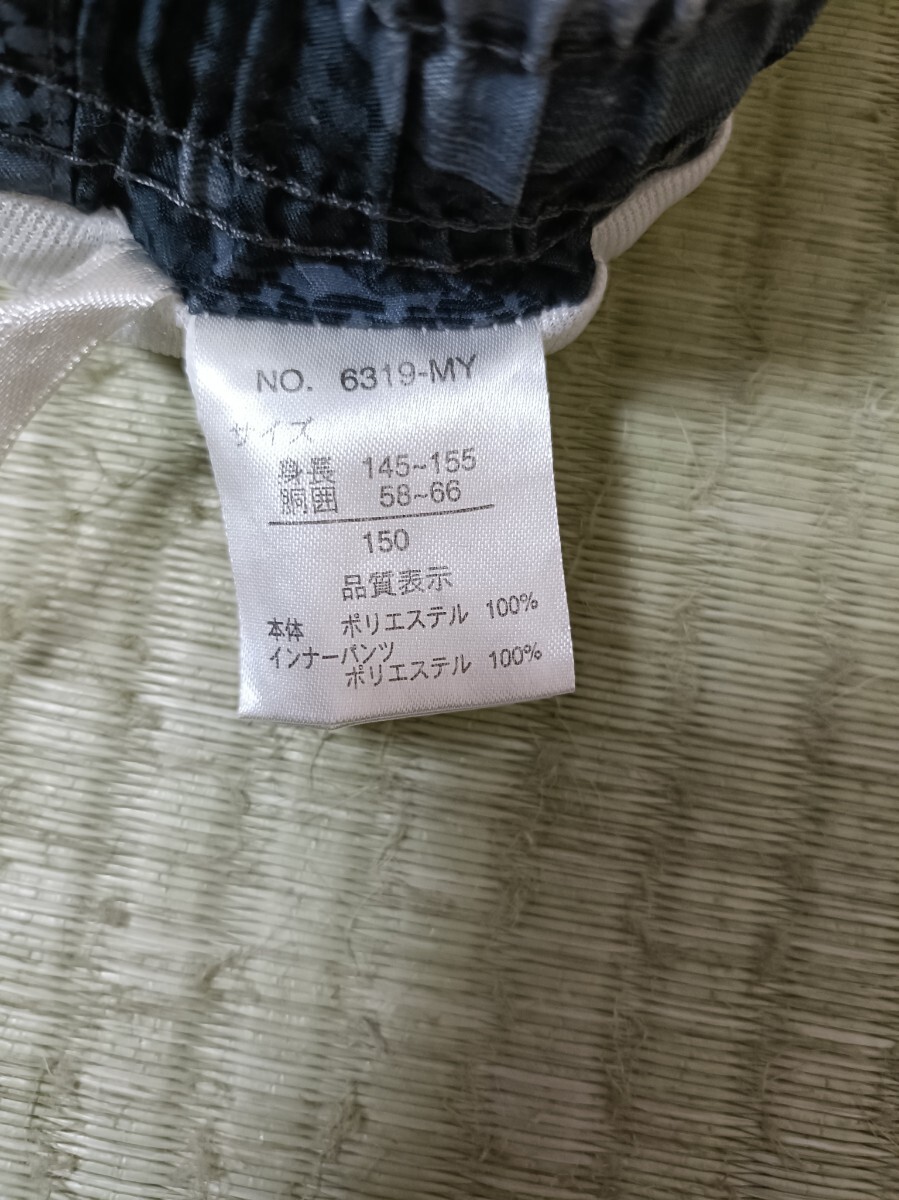 NO. 6319-MY
サイズ
身長 145~155
胴囲 58~66
150
品質表示
本体 ポリエステル 100%
インナーパンツ
ポリエステル 100%